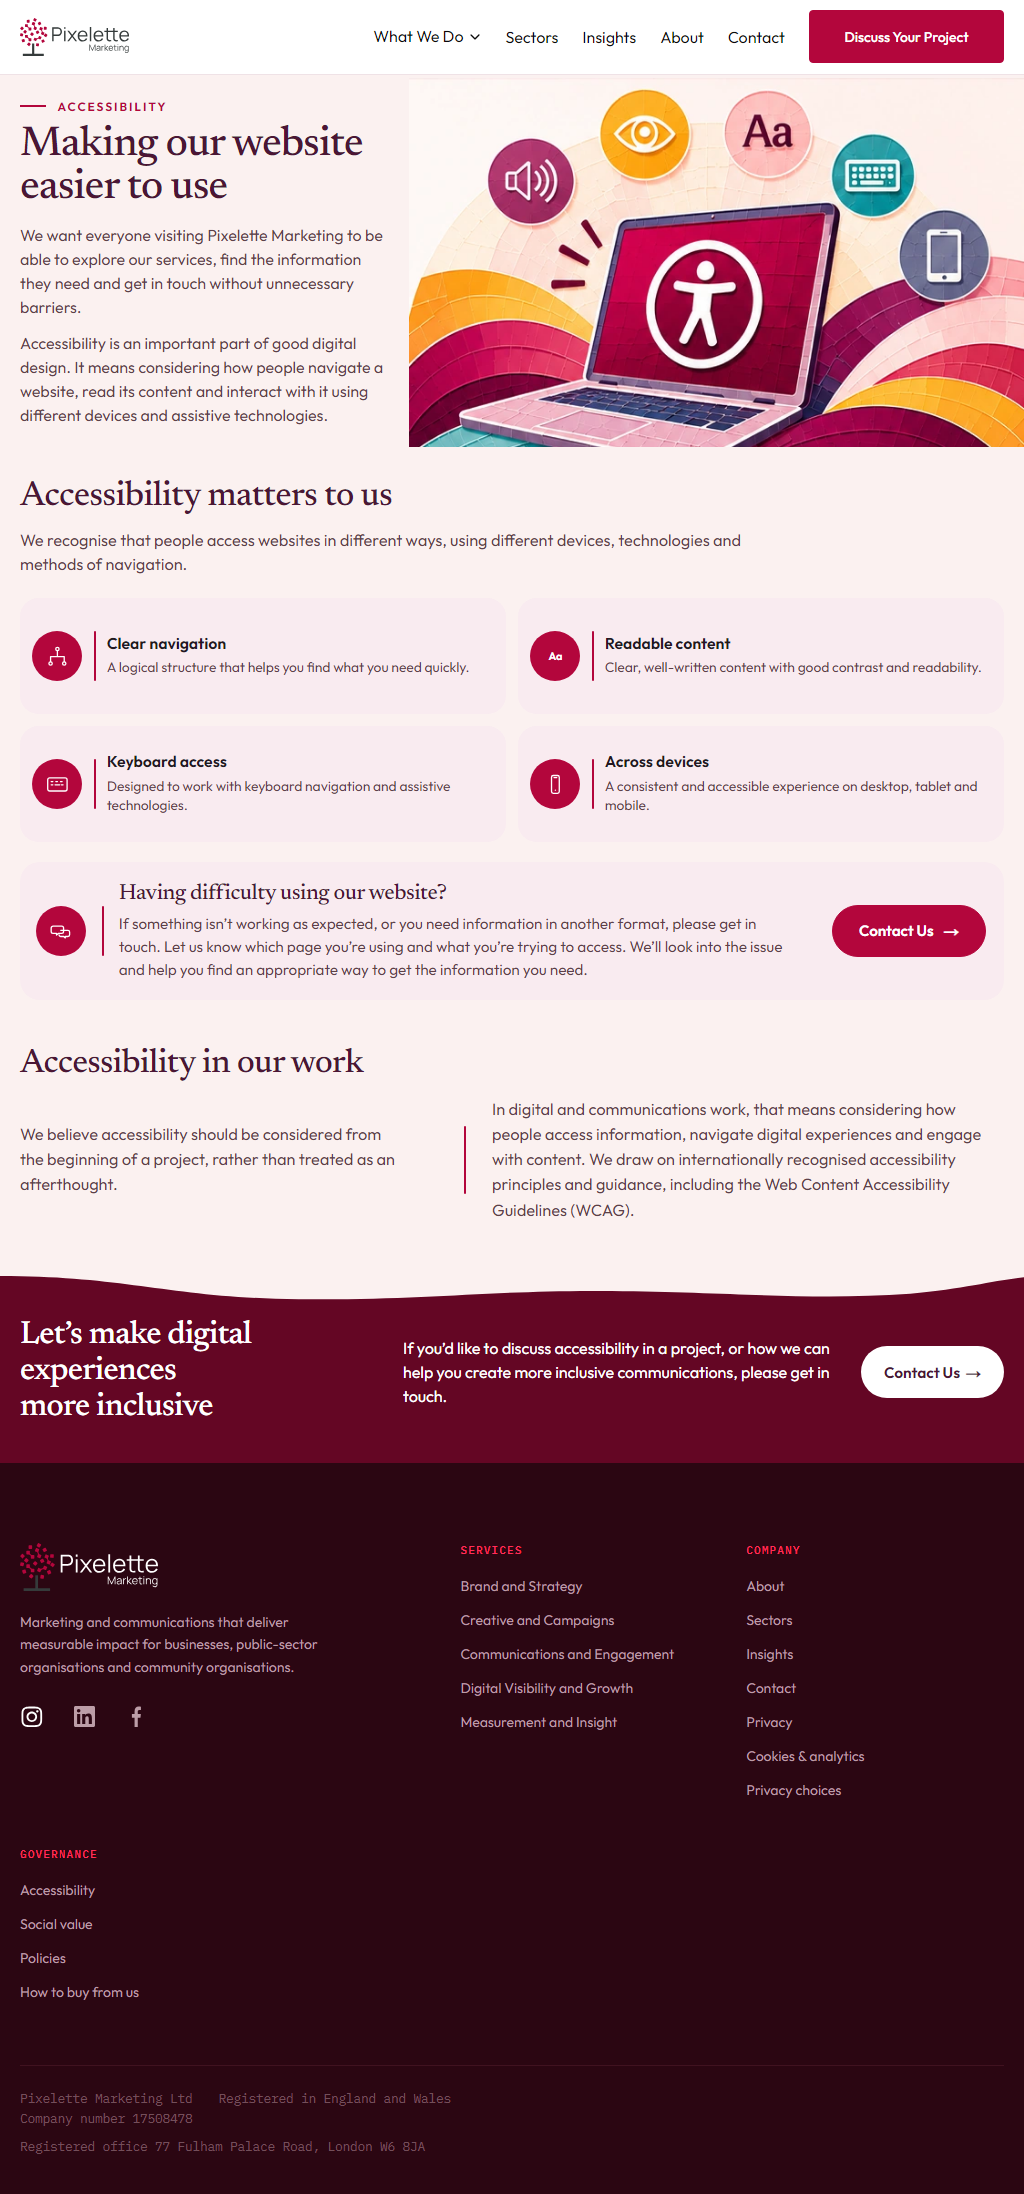 Pixelette
Marketing
What We Do
Sectors
Insights
About
Contact
Discuss Your Project
ACCESSIBILITY
Making our website
easier to use
We want everyone visiting Pixelette Marketing to be
able to explore our services, find the information
they need and get in touch without unnecessary
barriers.
Accessibility is an important part of good digital
design. It means considering how people navigate a
website, read its content and interact with it using
different devices and assistive technologies.
Aa
Accessibility matters to us
We recognise that people access websites in different ways, using different devices, technologies and
methods of navigation.
Clear navigation
A logical structure that helps you find what you need quickly.
Aa
Readable content
Clear, well-written content with good contrast and readability.
Keyboard access
Designed to work with keyboard navigation and assistive
technologies.
Across devices
A consistent and accessible experience on desktop, tablet and
mobile.
Having difficulty using our website?
If something isn’t working as expected, or you need information in another format, please get in
touch. Let us know which page you’re using and what you’re trying to access. We’ll look into the issue
and help you find an appropriate way to get the information you need.
Contact Us →
Accessibility in our work
We believe accessibility should be considered from
the beginning of a project, rather than treated as an
afterthought.
In digital and communications work, that means considering how
people access information, navigate digital experiences and engage
with content. We draw on internationally recognised accessibility
principles and guidance, including the Web Content Accessibility
Guidelines (WCAG).
Let’s make digital
experiences
more inclusive
If you’d like to discuss accessibility in a project, or how we can
help you create more inclusive communications, please get in
touch.
Contact Us →
Pixelette
Marketing
Marketing and communications that deliver
measurable impact for businesses, public-sector
organisations and community organisations.
SERVICES
Brand and Strategy
Creative and Campaigns
Communications and Engagement
Digital Visibility and Growth
Measurement and Insight
COMPANY
About
Sectors
Insights
Contact
Privacy
Cookies & analytics
Privacy choices
GOVERNANCE
Accessibility
Social value
Policies
How to buy from us
Pixelette Marketing Ltd Registered in England and Wales
Company number 17508478
Registered office 77 Fulham Palace Road, London W6 8JA